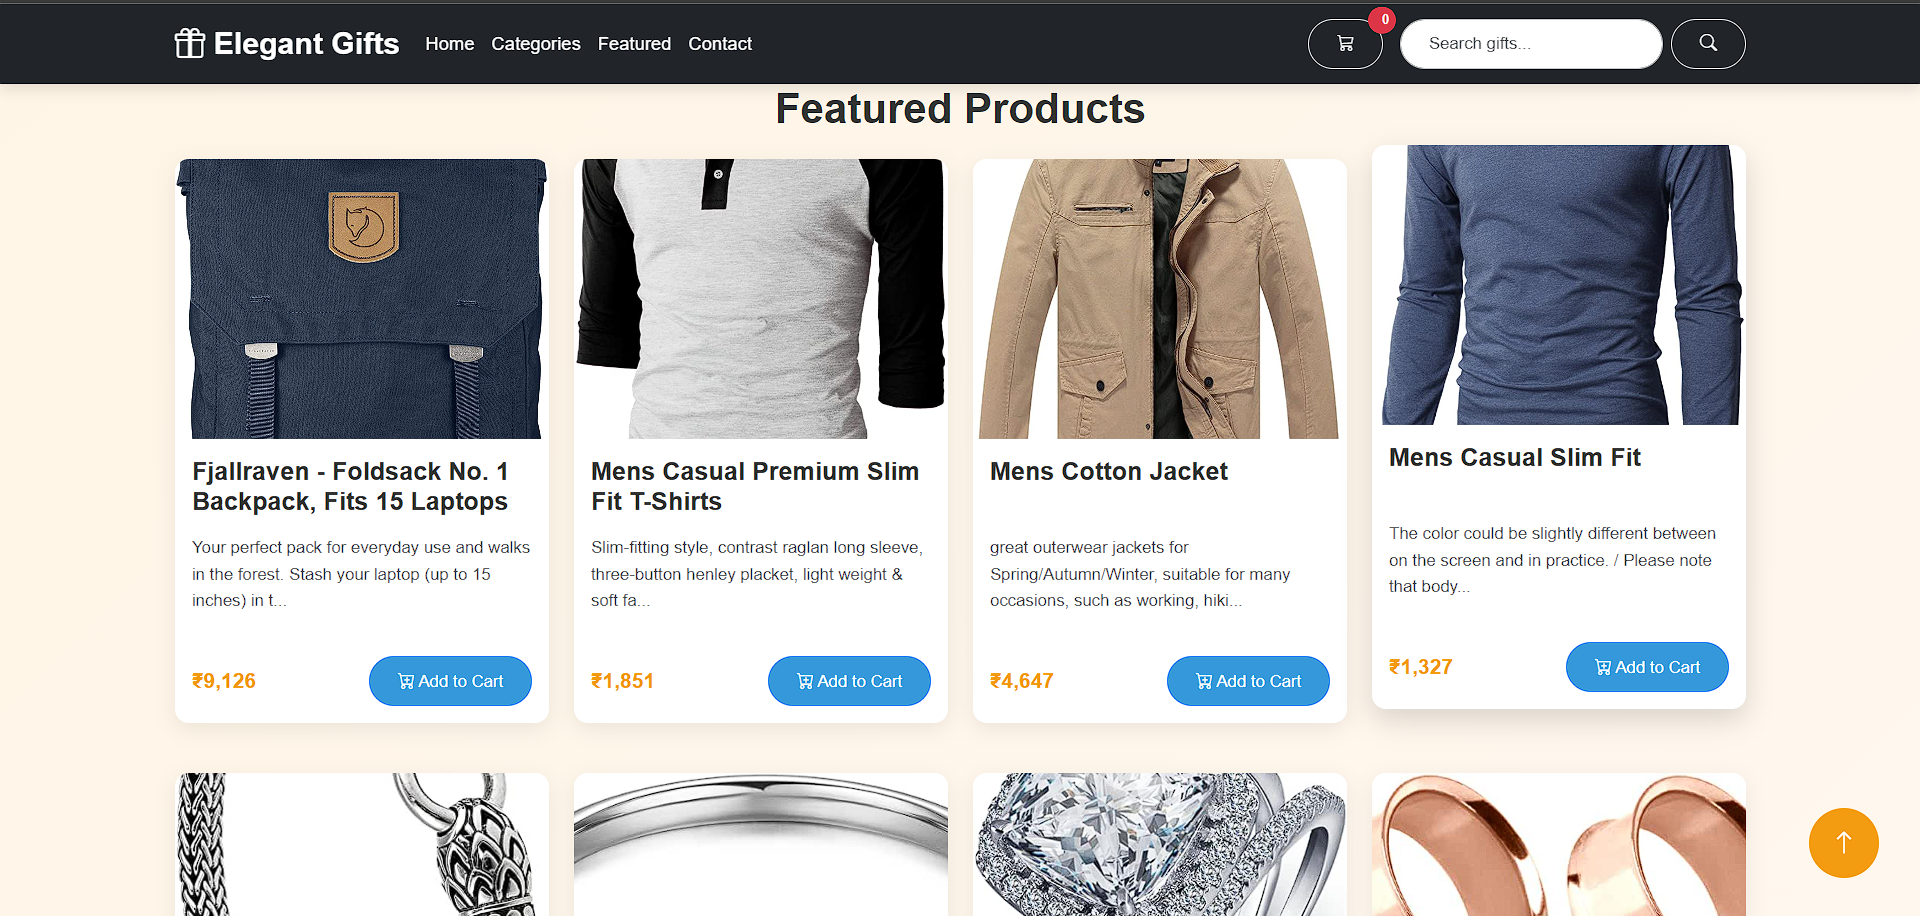 Elegant Gifts
Home
Categories
Featured
Contact
0
Search gifts...
Featured Products
Fjallraven - Foldsack No. 1
Backpack, Fits 15 Laptops
Your perfect pack for everyday use and walks
in the forest. Stash your laptop (up to 15
inches) in t...
₹9,126
Add to Cart
Mens Casual Premium Slim
Fit T-Shirts
Slim-fitting style, contrast raglan long sleeve,
three-button henley placket, light weight &
soft fa...
₹1,851
Add to Cart
Mens Cotton Jacket
great outerwear jackets for
Spring/Autumn/Winter, suitable for many
occasions, such as working, hiki...
₹4,647
Add to Cart
Mens Casual Slim Fit
The color could be slightly different between
on the screen and in practice. / Please note
that body...
₹1,327
Add to Cart